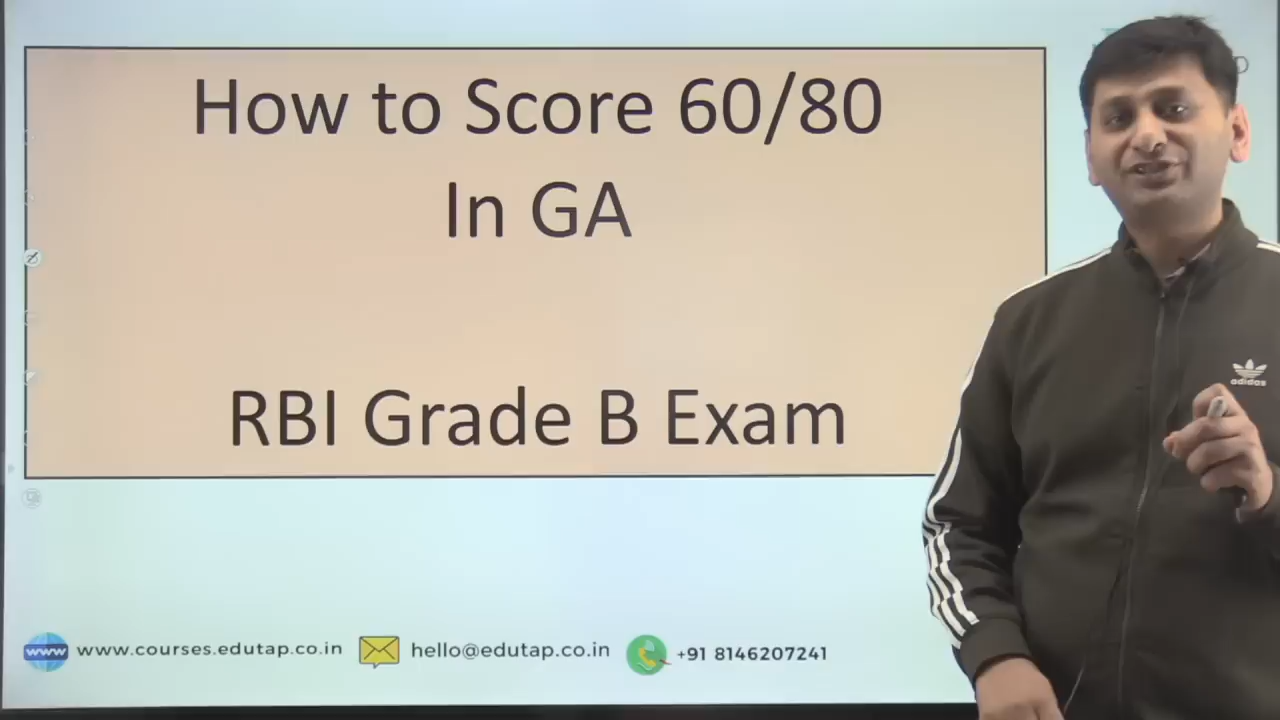 How to Score 60/80
In GA
RBI Grade B Exam
adidas
www www.courses.edutap.co.in
hello@edutap.co.in
+91 8146207241